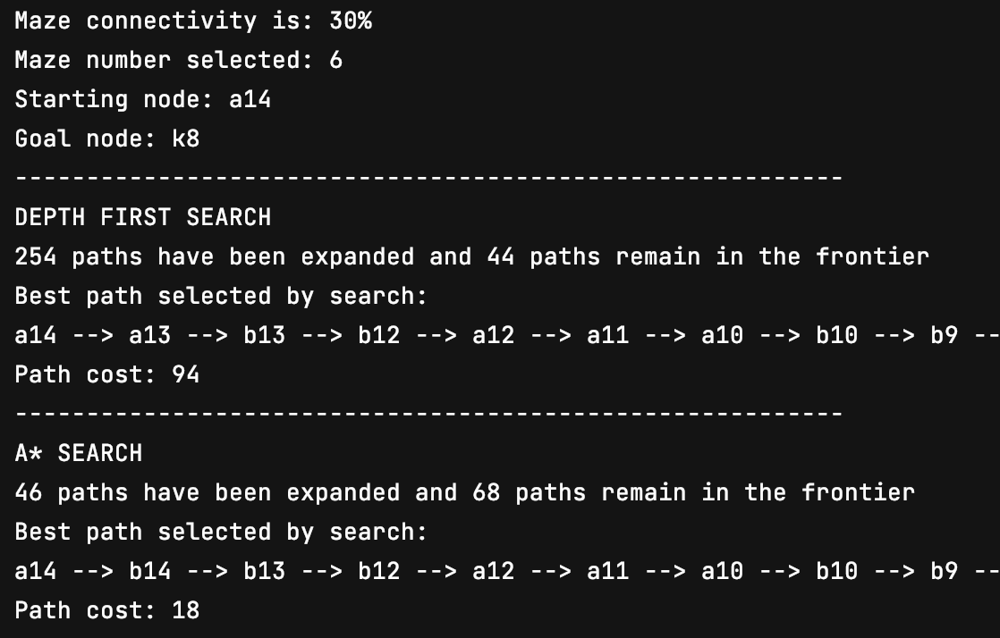 Maze connectivity is: 30%
Maze number selected: 6
Starting node: a14
Goal node: k8
----------------------------------------------------------
DEPTH FIRST SEARCH
254 paths have been expanded and 44 paths remain in the frontier
Best path selected by search:
a14 --> a13 --> b13 --> b12 --> a12 --> a11 --> a10 --> b10 --> b9 --
Path cost: 94
----------------------------------------------------------
A* SEARCH
46 paths have been expanded and 68 paths remain in the frontier
Best path selected by search:
a14 --> b14 --> b13 --> b12 --> a12 --> a11 --> a10 --> b10 --> b9 --
Path cost: 18